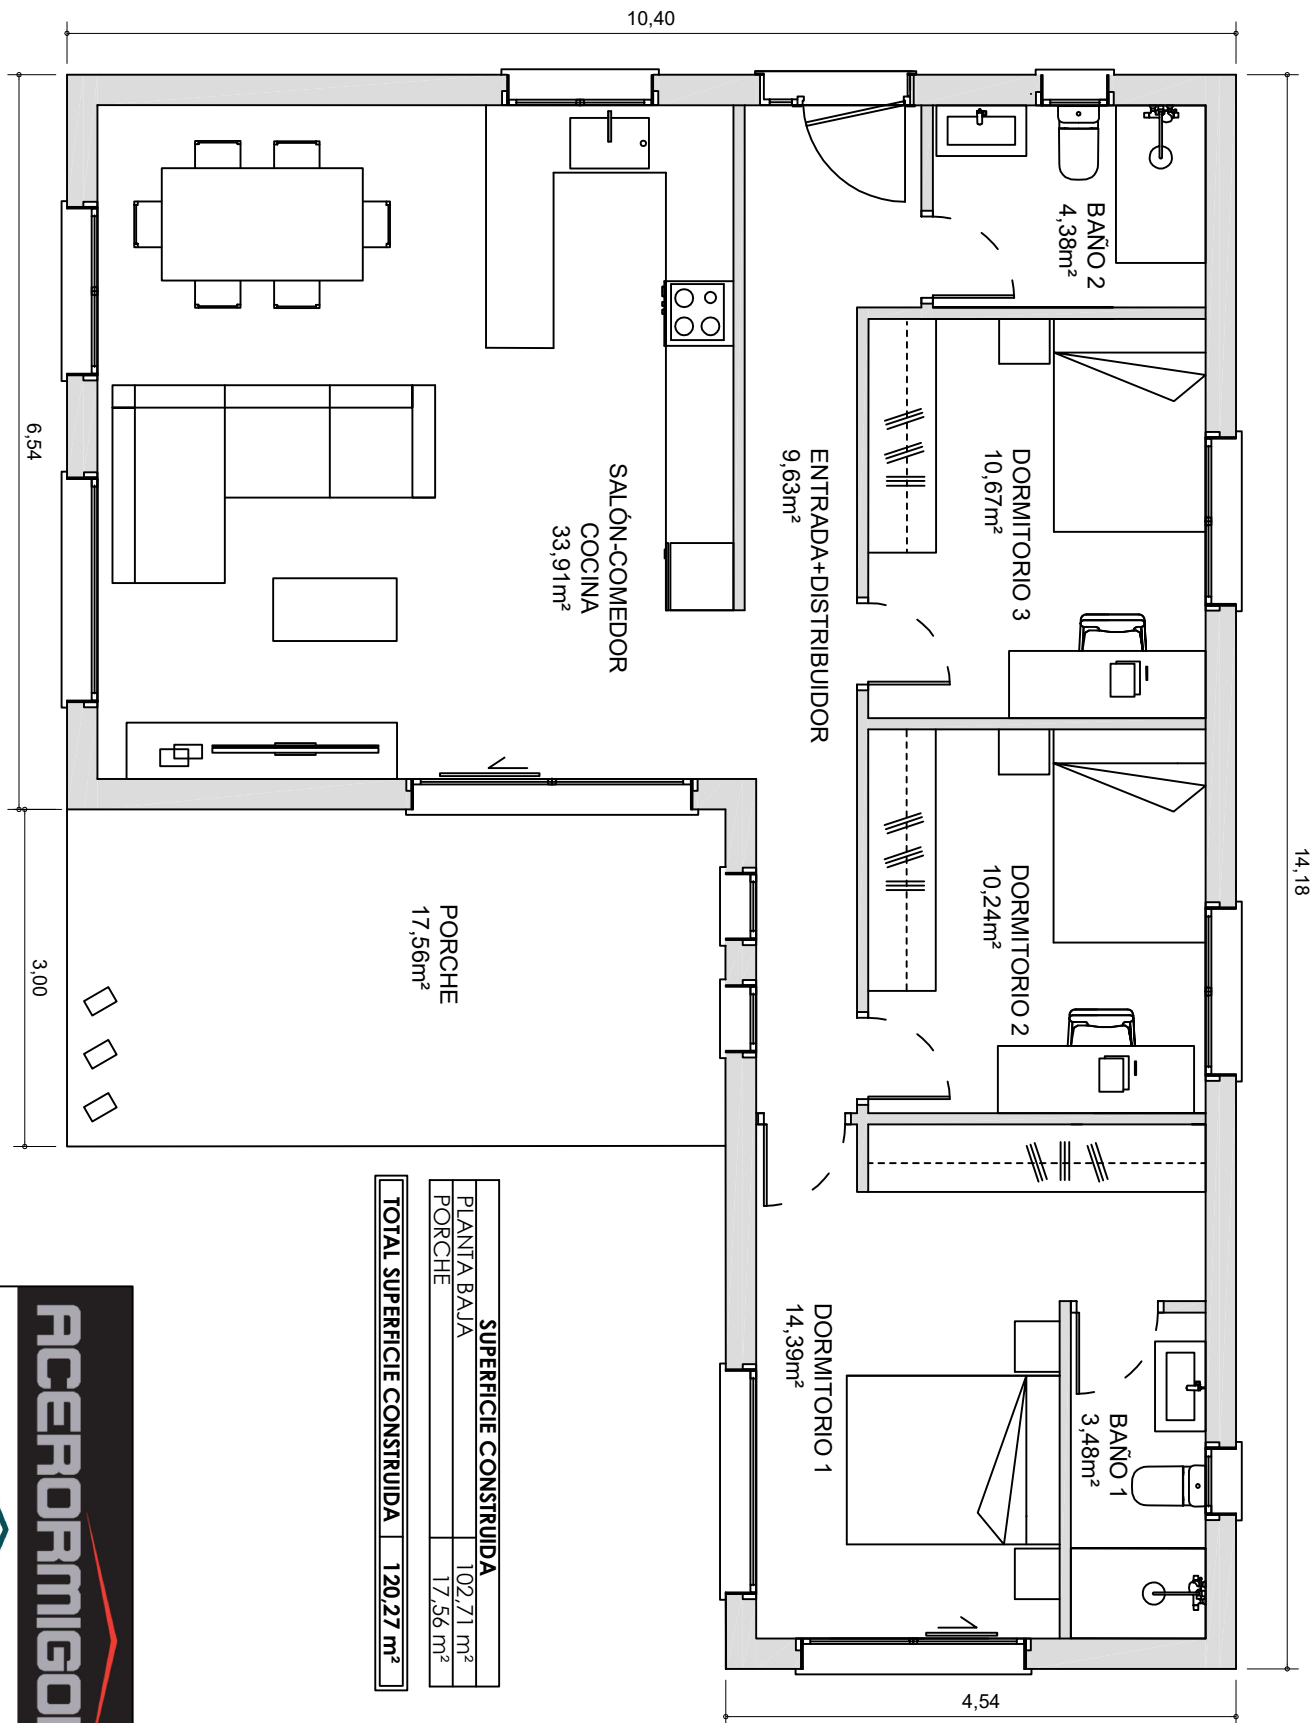 10,40
14,18
6,54
3,00
4,54
BAÑO 2
4,38m²
DORMITORIO 3
10,67m²
ENTRADA+DISTRIBUIDOR
9,63m²
SALÓN-COMEDOR
COCINA
33,91m²
DORMITORIO 2
10,24m²
PORCHE
17,56m²
DORMITORIO 1
14,39m²
BAÑO 1
3,48m²
SUPERFICIE CONSTRUIDA
PLANTA BAJA 102,71 m²
PORCHE 17,56 m²
TOTAL SUPERFICIE CONSTRUIDA 120,27 m²